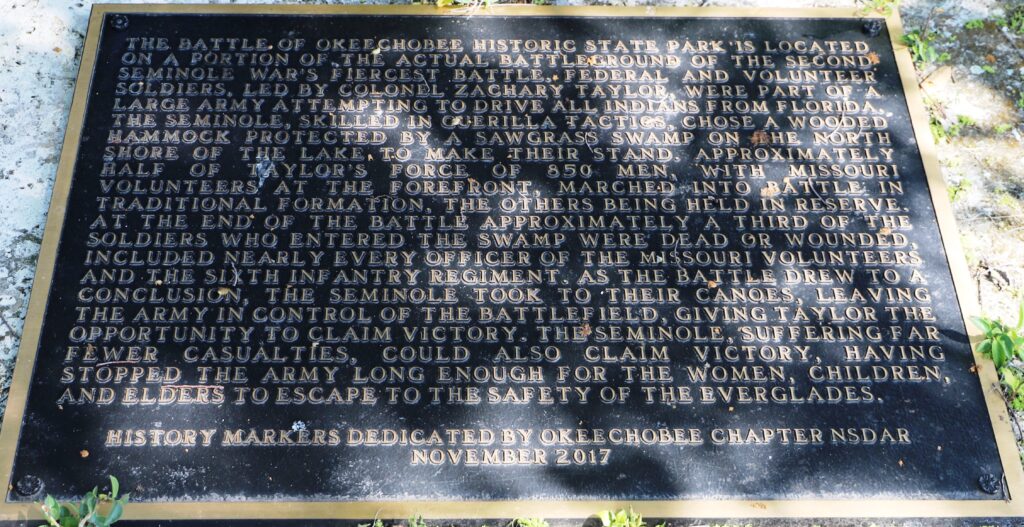 THE BATTLE OF OKEECHOBEE HISTORIC STATE PARK IS LOCATED
ON A PORTION OF THE ACTUAL BATTLEGROUND OF THE SECOND
SEMINOLE WAR'S FIERCEST BATTLE. FEDERAL AND VOLUNTEER
SOLDIERS, LED BY COLONEL ZACHARY TAYLOR, WERE PART OF A
LARGE ARMY ATTEMPTING TO DRIVE ALL INDIANS FROM FLORIDA.
THE SEMINOLE, SKILLED IN GUERILLA TACTICS, CHOSE A WOODED
HAMMOCK PROTECTED BY A SAWGRASS SWAMP ON THE NORTH
SHORE OF THE LAKE TO MAKE THEIR STAND. APPROXIMATELY
HALF OF TAYLOR'S FORCE OF 850 MEN, WITH MISSOURI
VOLUNTEERS AT THE FOREFRONT, MARCHED INTO BATTLE IN
TRADITIONAL FORMATION, THE OTHERS BEING HELD IN RESERVE.
AT THE END OF THE BATTLE APPROXIMATELY A THIRD OF THE
SOLDIERS WHO ENTERED THE SWAMP WERE DEAD OR WOUNDED,
INCLUDED NEARLY EVERY OFFICER OF THE MISSOURI VOLUNTEERS
AND THE SIXTH INFANTRY REGIMENT. AS THE BATTLE DREW TO A
CONCLUSION, THE SEMINOLE TOOK TO THEIR CANOES, LEAVING
THE ARMY IN CONTROL OF THE BATTLEFIELD, GIVING TAYLOR THE
OPPORTUNITY TO CLAIM VICTORY. THE SEMINOLE, SUFFERING FAR
FEWER CASUALTIES, COULD ALSO CLAIM VICTORY, HAVING
STOPPED THE ARMY LONG ENOUGH FOR THE WOMEN, CHILDREN,
AND ELDERS TO ESCAPE TO THE SAFETY OF THE EVERGLADES.
HISTORY MARKERS DEDICATED BY OKEECHOBEE CHAPTER NSDAR
NOVEMBER 2017